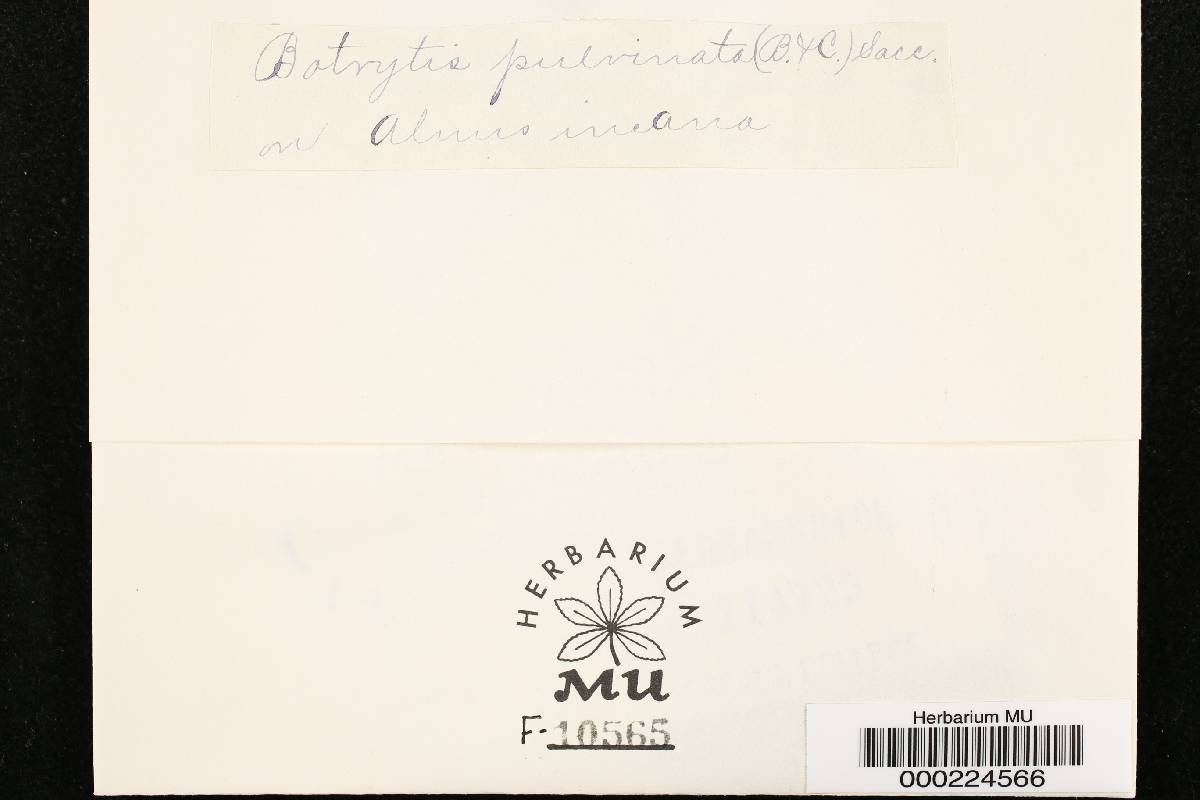 Botrytis pulvinata (B. & C.) Sacc.
on Alnus incana
HERBARIUM
MU
F-10565
Herbarium MU
000224566